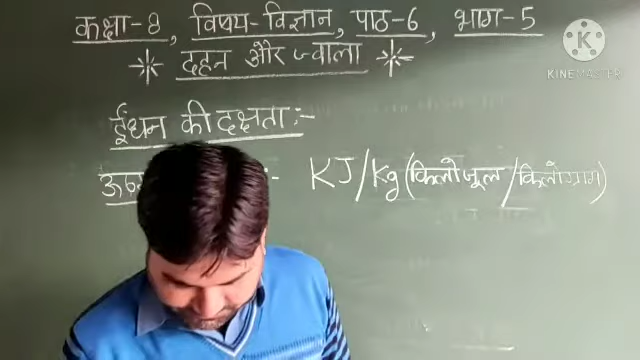 कक्षा-8, विषय-विज्ञान, पाठ-6, भाग-5
दहन और ज्वाला
KINEMASTER
ईंधन की दक्षता:-
:- KJ/Kg (किलोजूल/किलोग्राम)